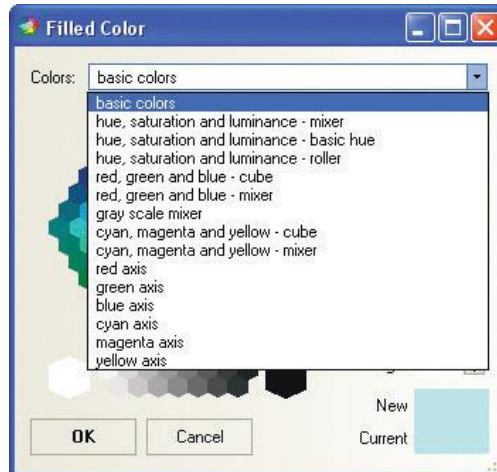 Filled Color
Colors: basic colors
basic colors
hue, saturation and luminance - mixer
hue, saturation and luminance - basic hue
hue, saturation and luminance - roller
red, green and blue - cube
red, green and blue - mixer
gray scale mixer
cyan, magenta and yellow - cube
cyan, magenta and yellow - mixer
red axis
green axis
blue axis
cyan axis
magenta axis
yellow axis
New
OK Cancel Current